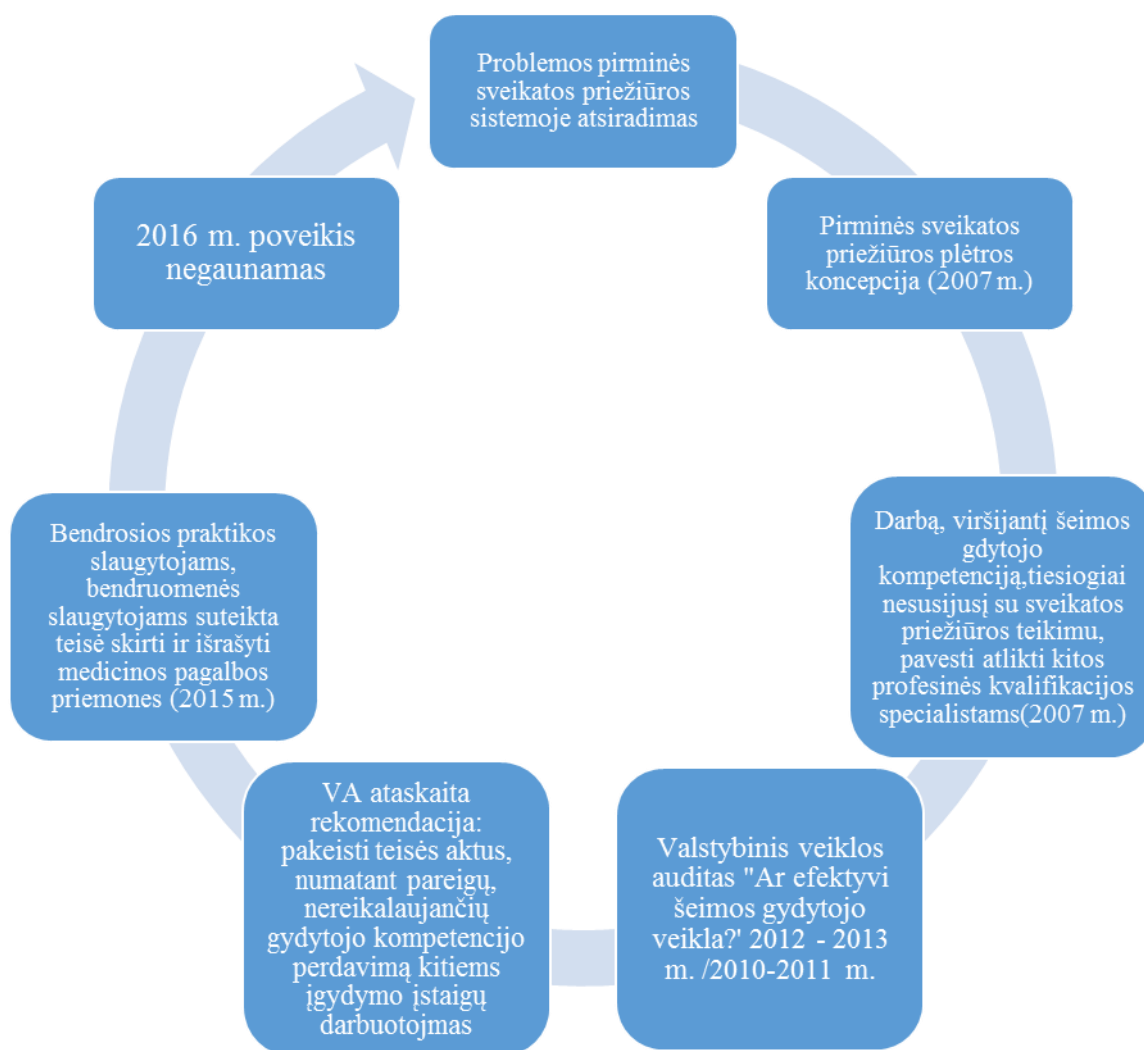 Problemos pirminės
sveikatos priežiūros
sistemoje atsiradimas
Pirminės sveikatos
priežiūros plėtros
koncepcija (2007 m.)
Darbą, viršijantį šeimos
gdytojo
kompetenciją,tiesiogiai
nesusijusį su sveikatos
priežiūros teikimu,
pavesti atlikti kitos
profesinės kvalifikacijos
specialistams(2007 m.)
Valstybinis veiklos
auditas "Ar efektyvi
šeimos gydytojo
veikla?' 2012 - 2013
m. /2010-2011 m.
VA ataskaita
rekomendacija:
pakeisti teisės aktus,
numatant pareigų,
nereikalaujančių
gydytojo kompetencijo
perdavimą kitiems
įgydymo įstaigų
darbuotojmas
Bendrosios praktikos
slaugytojams,
bendruomenės
slaugytojams suteikta
teisė skirti ir išrašyti
medicinos pagalbos
priemones (2015 m.)
2016 m. poveikis
negaunamas